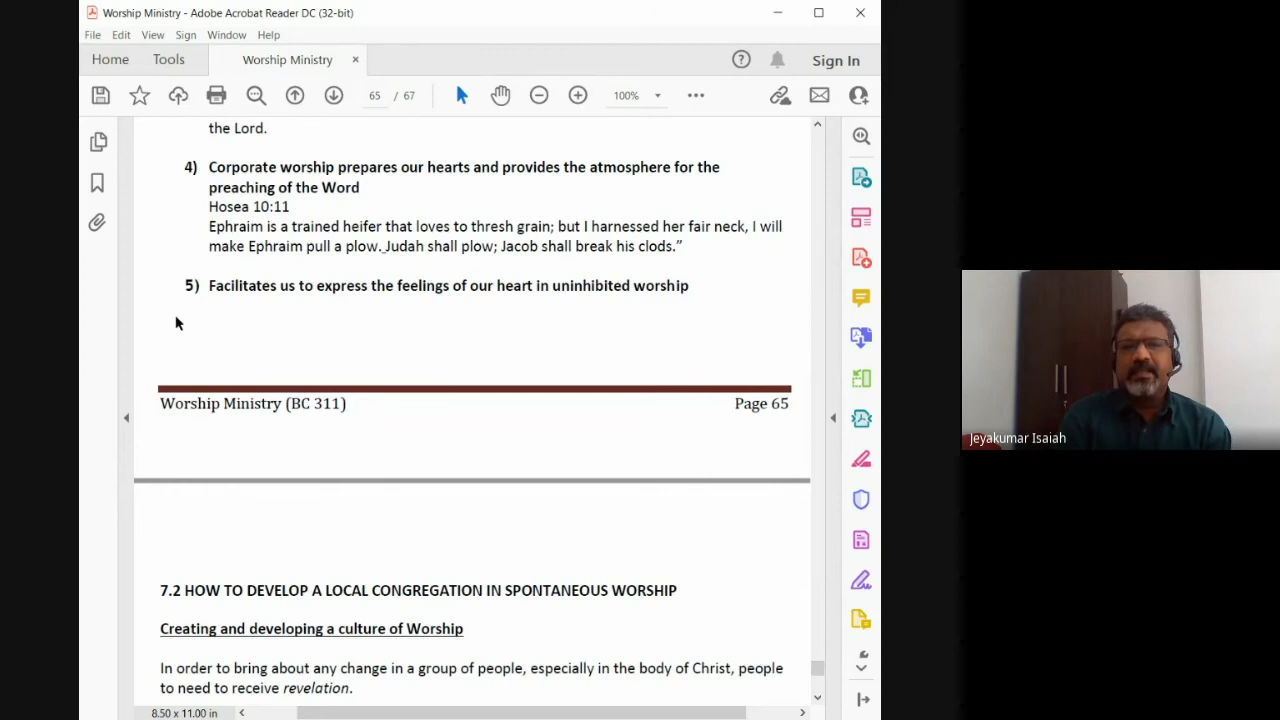 Worship Ministry - Adobe Acrobat Reader DC (32-bit)
File Edit View Sign Window Help
Home Tools Worship Ministry × Sign In
65 / 67 100%
the Lord.
4) Corporate worship prepares our hearts and provides the atmosphere for the
preaching of the Word
Hosea 10:11
Ephraim is a trained heifer that loves to thresh grain; but I harnessed her fair neck, I will
make Ephraim pull a plow. Judah shall plow; Jacob shall break his clods.”
5) Facilitates us to express the feelings of our heart in uninhibited worship
Worship Ministry (BC 311) Page 65
7.2 HOW TO DEVELOP A LOCAL CONGREGATION IN SPONTANEOUS WORSHIP
Creating and developing a culture of Worship
In order to bring about any change in a group of people, especially in the body of Christ, people
to need to receive revelation.
8.50 x 11.00 in
Jeyakumar Isaiah